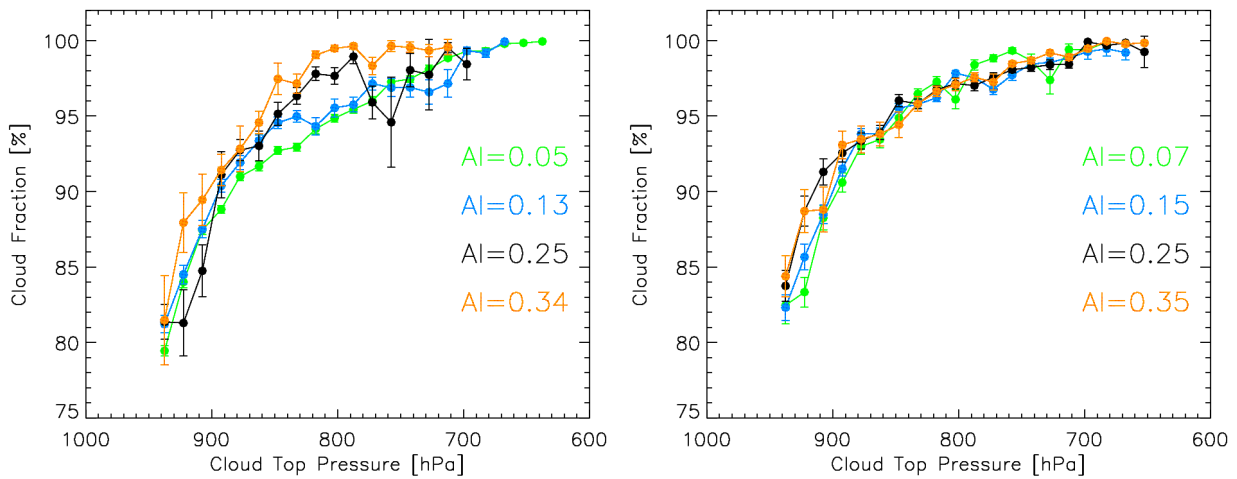 100
95
90
85
80
75
1000 900 800 700 600
Cloud Fraction [%]
Cloud Top Pressure [hPa]
AI=0.05
AI=0.13
AI=0.25
AI=0.34
100
95
90
85
80
75
1000 900 800 700 600
Cloud Fraction [%]
Cloud Top Pressure [hPa]
AI=0.07
AI=0.15
AI=0.25
AI=0.35